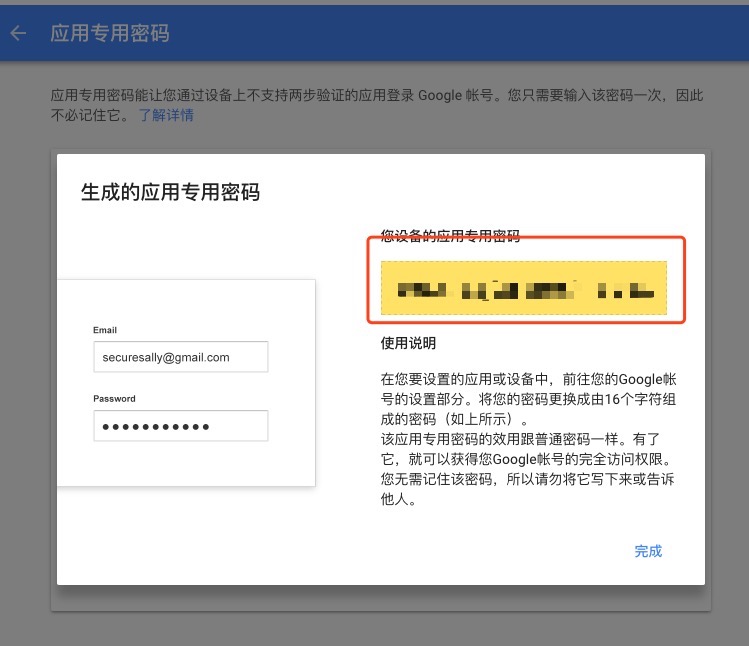 应用专用密码
应用专用密码能让您通过设备上不支持两步验证的应用登录 Google 帐号。您只需要输入该密码一次，因此
不必记住它。 了解详情
生成的应用专用密码
您设备的应用专用密码
Email
securesally@gmail.com
Password
使用说明
在您要设置的应用或设备中，前往您的Google帐
号的设置部分。将您的密码更换成由16个字符组
成的密码（如上所示）。
该应用专用密码的效用跟普通密码一样。有了
它，就可以获得您Google帐号的完全访问权限。
您无需记住该密码，所以请勿将它写下来或告诉
他人。
完成